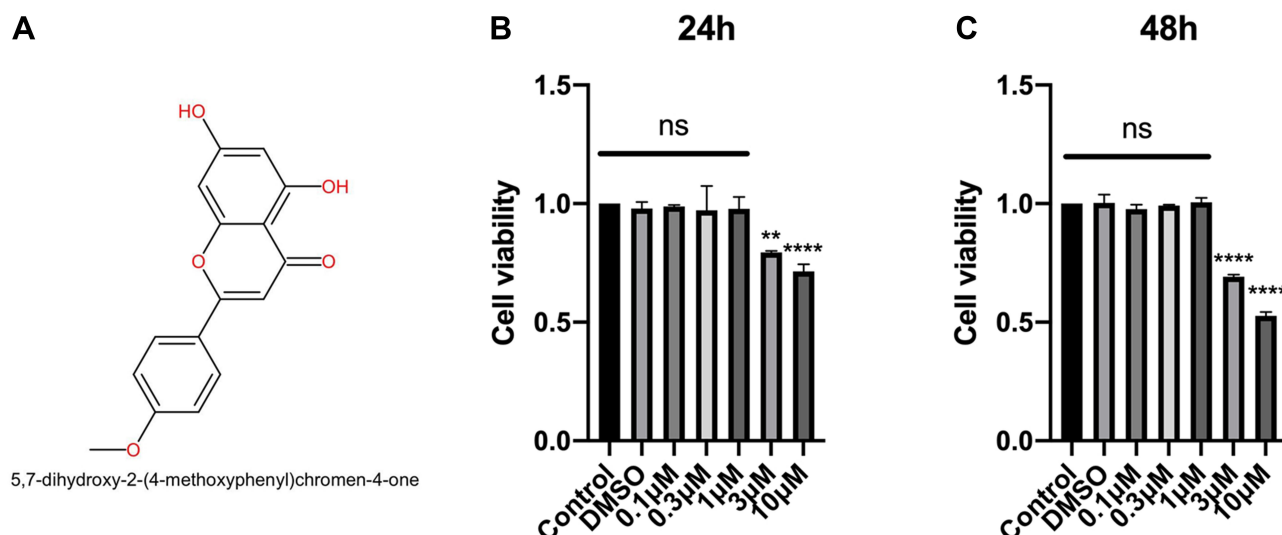 A
HO
OH
O
O
O
5,7-dihydroxy-2-(4-methoxyphenyl)chromen-4-one
B
24h
Cell viability
1.5
1.0
0.5
0.0
ns
**
****
Control
DMSO
0.1μM
0.3μM
1μM
3μM
10μM
C
48h
Cell viability
1.5
1.0
0.5
0.0
ns
****
****
Control
DMSO
0.1μM
0.3μM
1μM
3μM
10μM